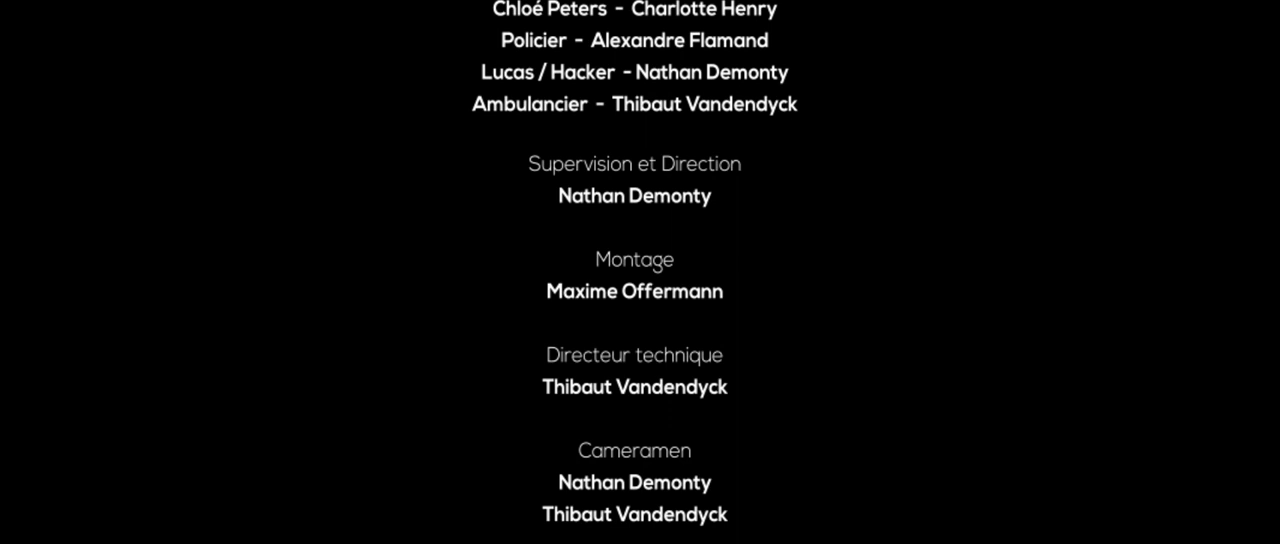 Chloé Peters - Charlotte Henry
Policier - Alexandre Flamand
Lucas / Hacker - Nathan Demonty
Ambulancier - Thibaut Vandendyck
Supervision et Direction
Nathan Demonty
Montage
Maxime Offermann
Directeur technique
Thibaut Vandendyck
Cameramen
Nathan Demonty
Thibaut Vandendyck